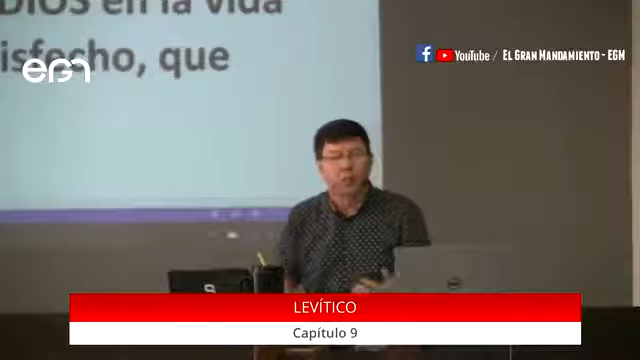 DIOS en la vida
isfecho, que
EGM
YouTube / EL GRAN MANDAMIENTO - EGM
LEVÍTICO
Capítulo 9